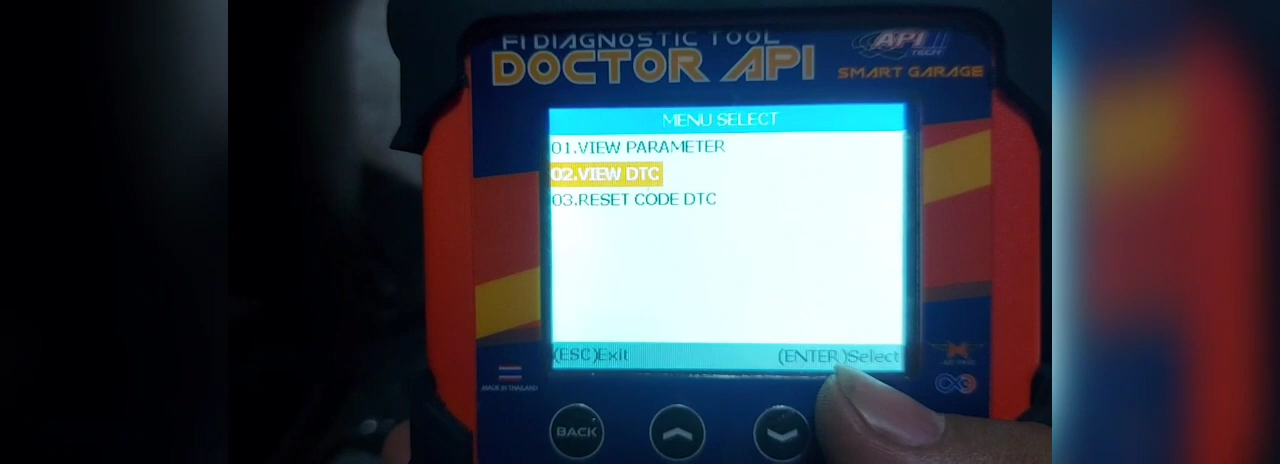 FI DIAGNOSTIC TOOL
DOCTOR API
API
TECH
SMART GARAGE
MENU SELECT
01.VIEW PARAMETER
02.VIEW DTC
03.RESET CODE DTC
(ESC)Exit
(ENTER)Select
MADE IN THAILAND
BACK